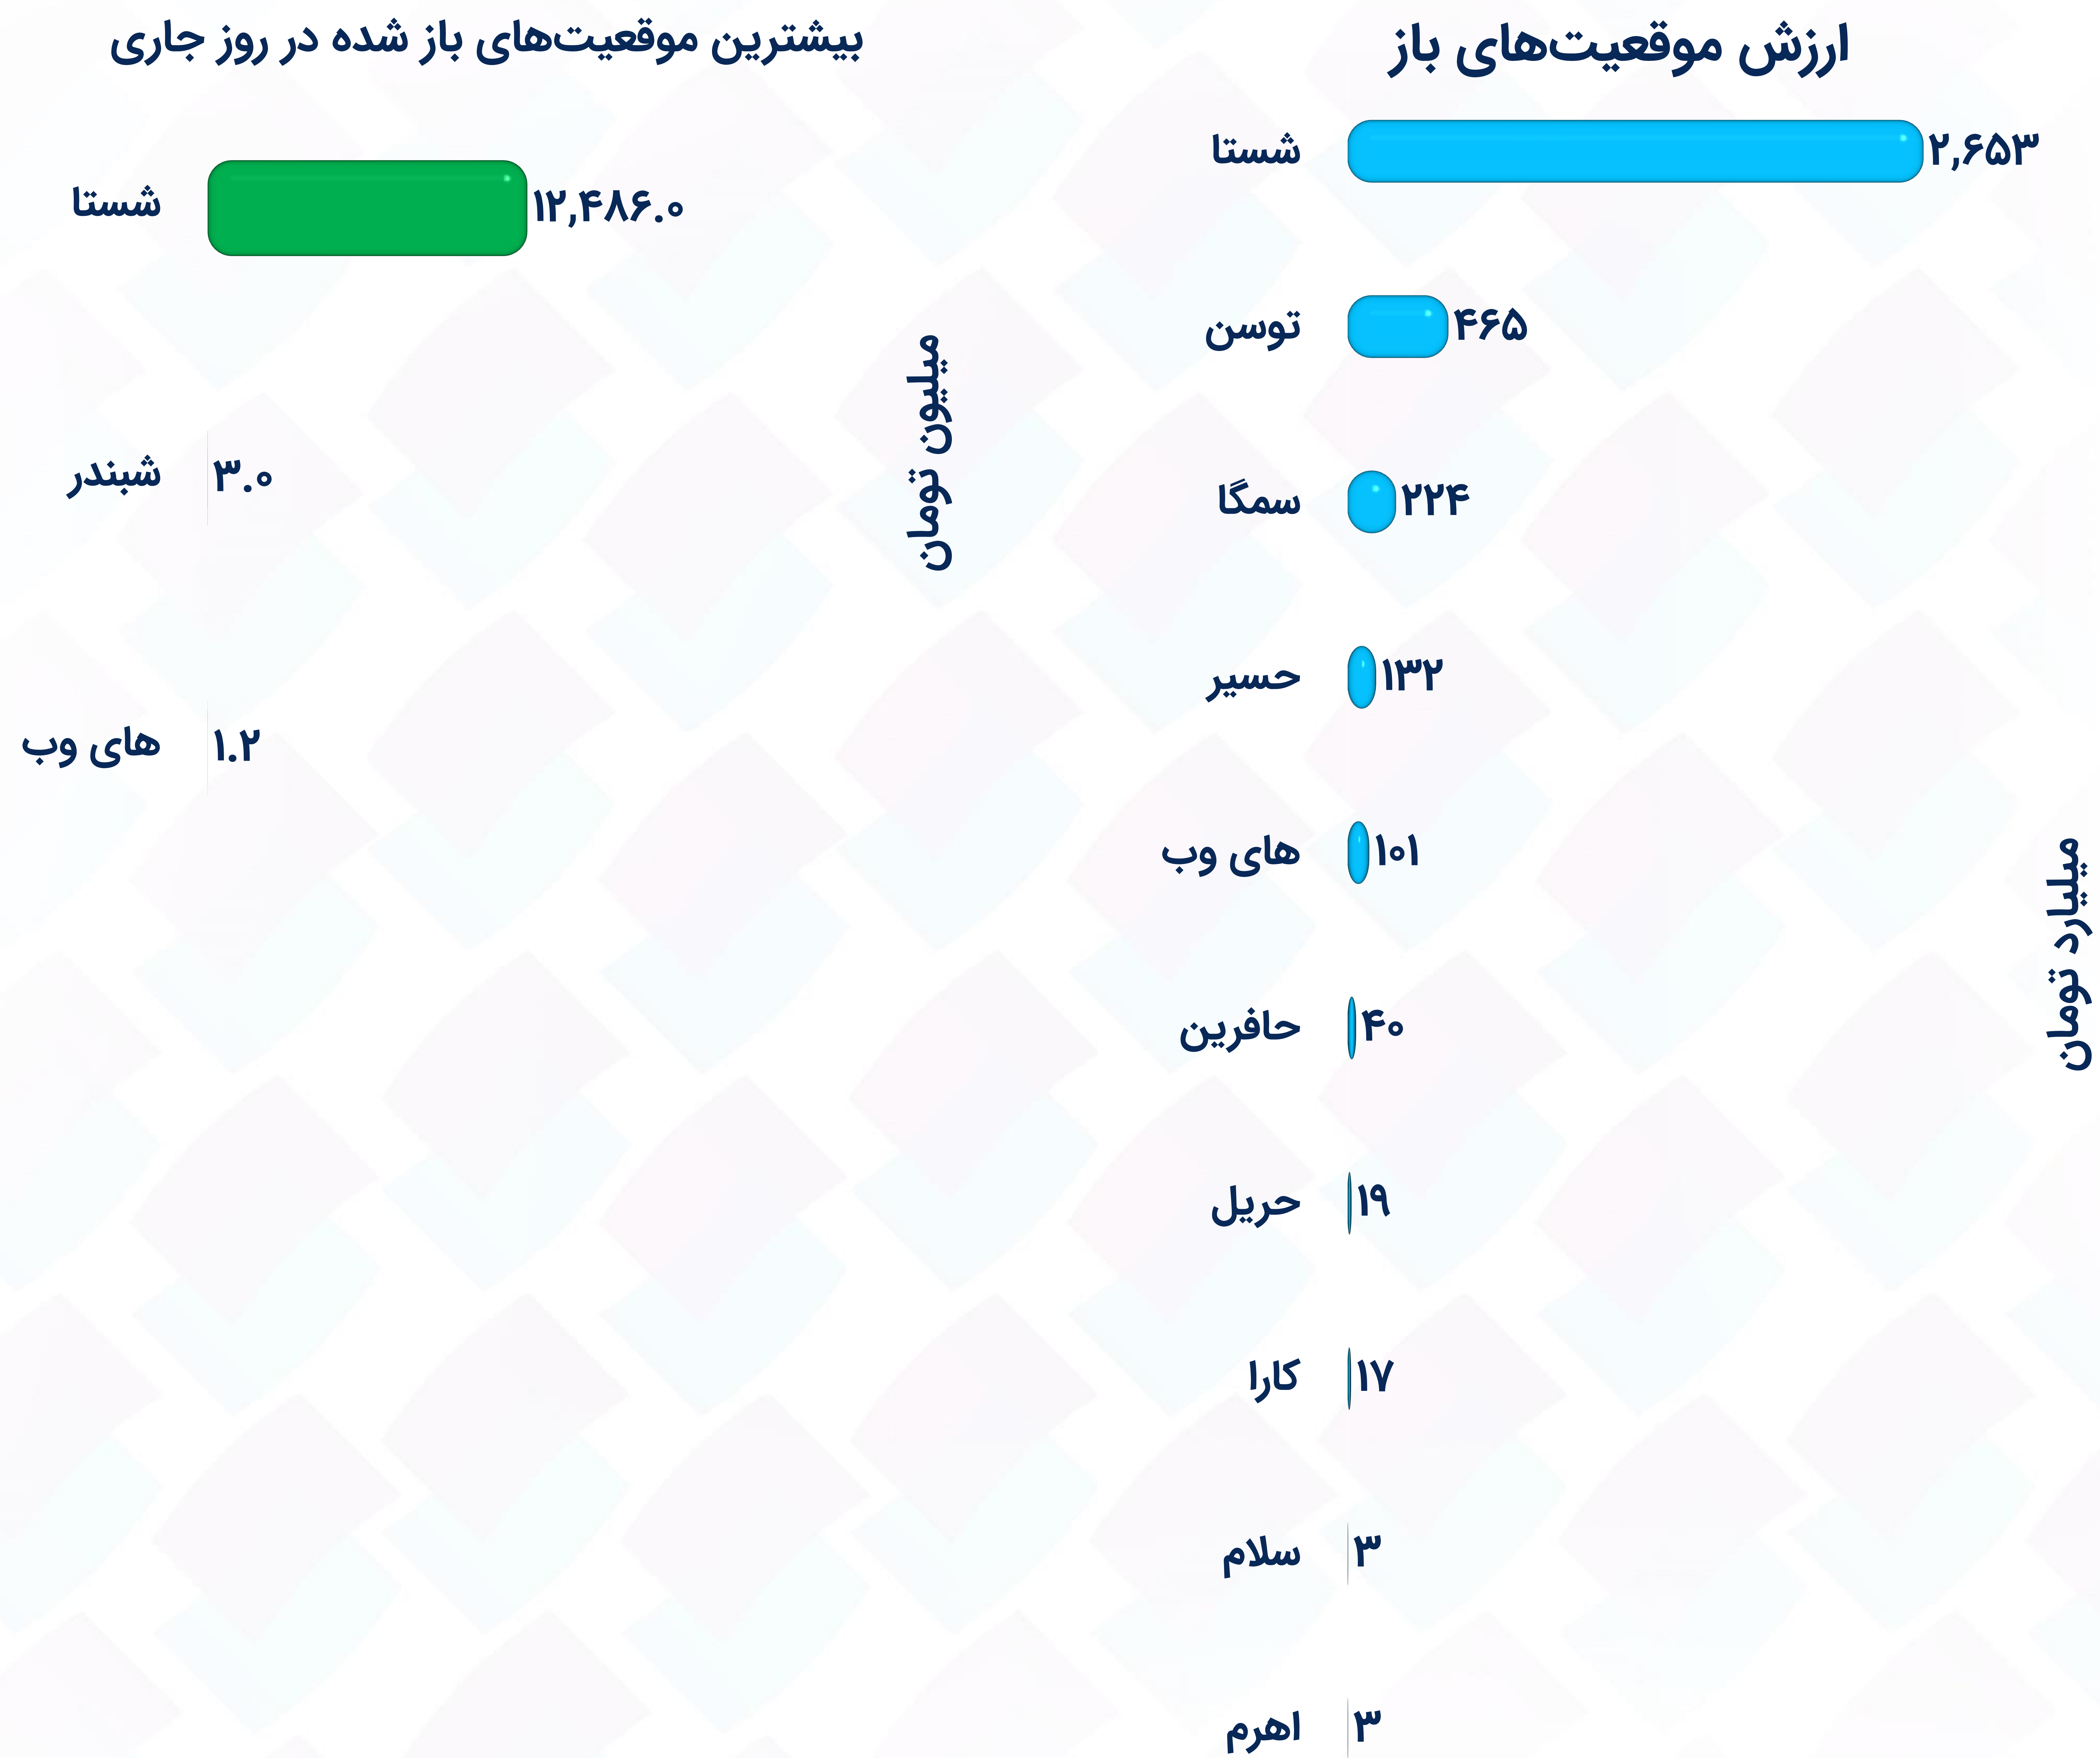 ارزش موقعیت‌های باز
شستا ۲,۶۵۳
توسن ۴۶۵
سمگا ۲۲۴
حسیر ۱۳۲
های وب ۱۰۱
حافرین ۴۰
حریل ۱۹
کارا ۱۷
سلام ۳
اهرم ۳
میلیارد تومان
بیشترین موقعیت‌های باز شده در روز جاری
شستا ۱۲,۴۸۶.۰
شبندر ۳.۰
های وب ۱.۲
میلیون تومان